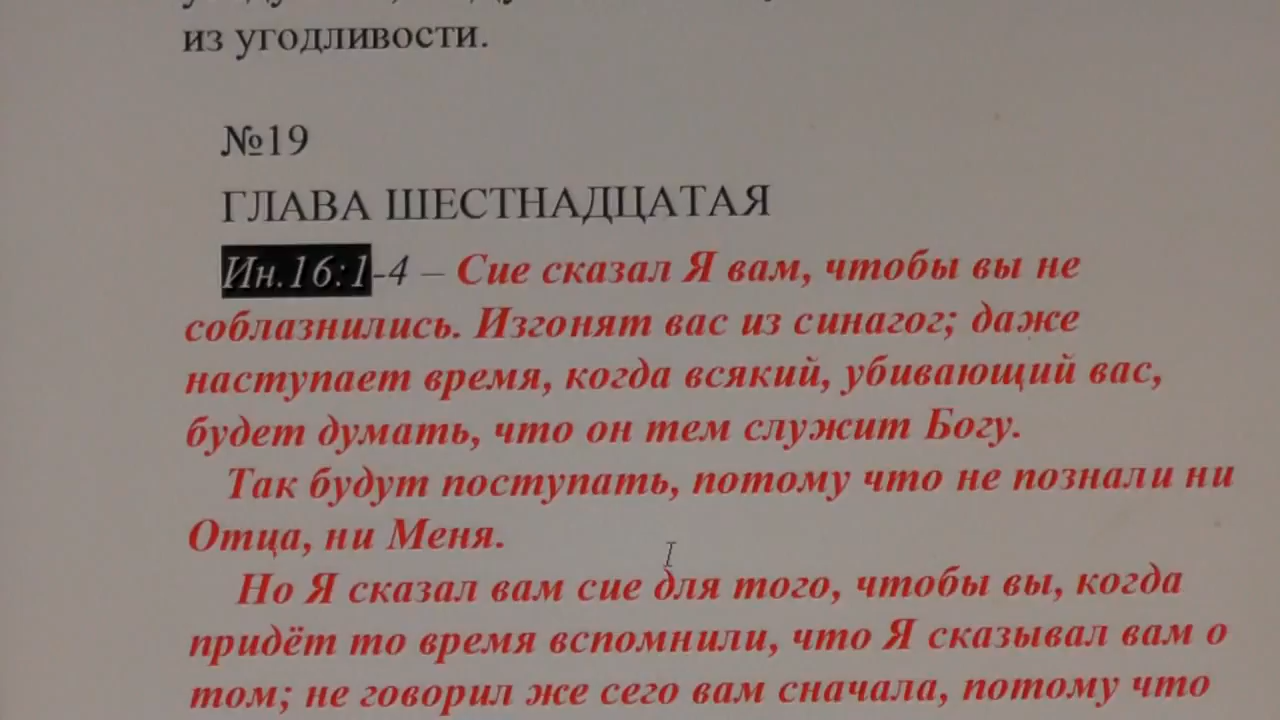 из угодливости.
№19
ГЛАВА ШЕСТНАДЦАТАЯ
Ин.16:1-4 – Сие сказал Я вам, чтобы вы не
соблазнились. Изгонят вас из синагог; даже
наступает время, когда всякий, убивающий вас,
будет думать, что он тем служит Богу.
Так будут поступать, потому что не познали ни
Отца, ни Меня.
Но Я сказал вам сие для того, чтобы вы, когда
придёт то время вспомнили, что Я сказывал вам о
том; не говорил же сего вам сначала, потому что